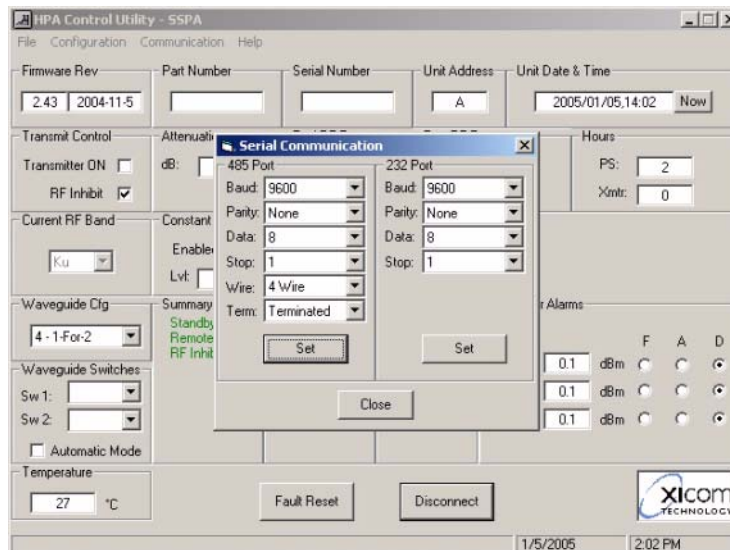 HPA Control Utility - SSPA
File Configuration Communication Help
Firmware Rev
2.43 2004-11-5
Part Number
Serial Number
Unit Address
A
Unit Date & Time
2005/01/05,14:02 Now
Transmit Control
Transmitter ON
RF Inhibit
Attenuati
dB:
Hours
PS: 2
Xmtr: 0
Current RF Band
Ku
Constant
Enable
Lvl:
Waveguide Cfg
4 - 1-For-2
Summary
Standby
Remote
RF Inhib
Waveguide Switches
Sw 1:
Sw 2:
Automatic Mode
Temperature
27 °C
Serial Communication
485 Port
Baud: 9600
Parity: None
Data: 8
Stop: 1
Wire: 4 Wire
Term: Terminated
Set
232 Port
Baud: 9600
Parity: None
Data: 8
Stop: 1
Set
Close
r Alarms
F A D
0.1 dBm
0.1 dBm
0.1 dBm
Fault Reset
Disconnect
XICOM
TECHNOLOGY
1/5/2005 2:02 PM